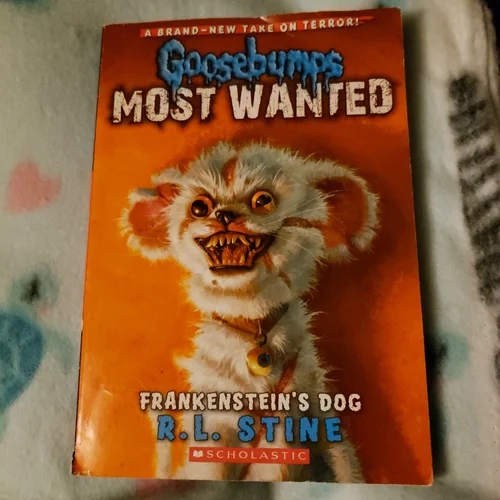 A BRAND-NEW TAKE ON TERROR!
Goosebumps
MOST WANTED
FRANKENSTEIN'S DOG
R.L. STINE
SCHOLASTIC